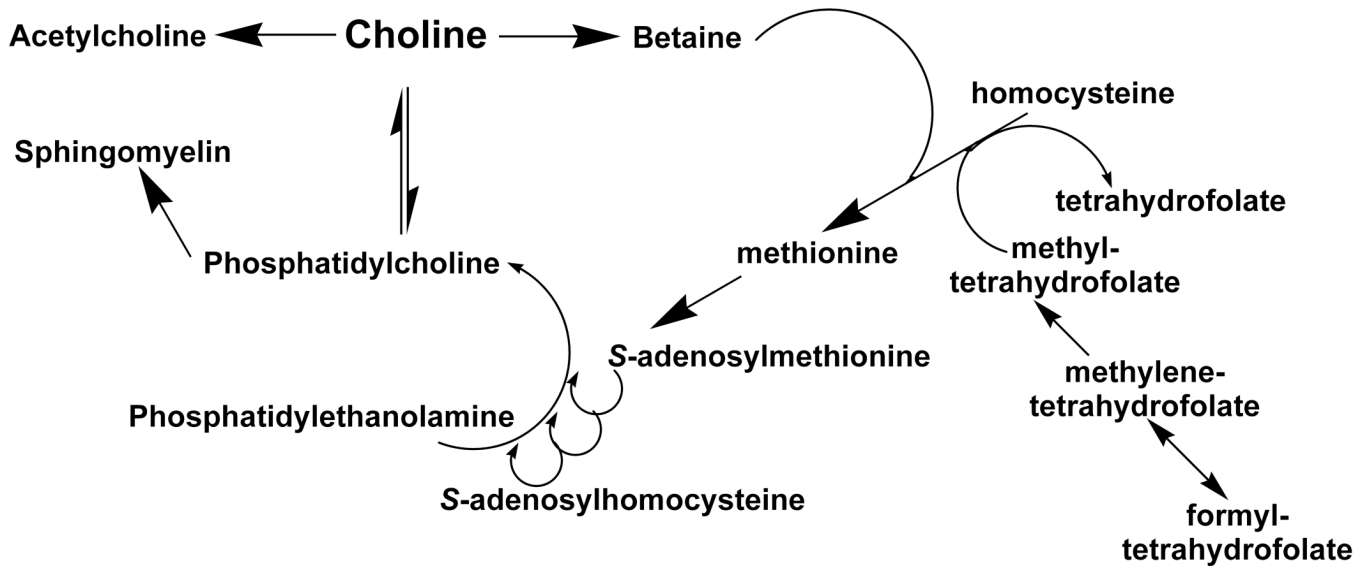 Acetylcholine
Choline
Betaine
homocysteine
Sphingomyelin
tetrahydrofolate
Phosphatidylcholine
methionine
methyl-
tetrahydrofolate
S-adenosylmethionine
methylene-
tetrahydrofolate
Phosphatidylethanolamine
S-adenosylhomocysteine
formyl-
tetrahydrofolate